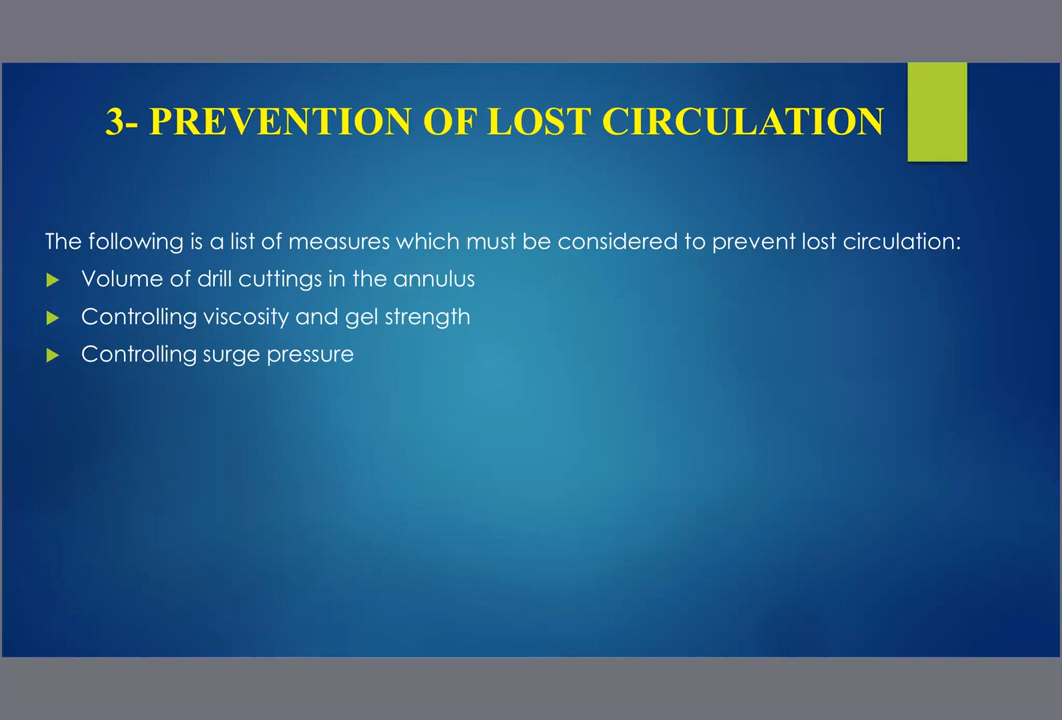 3- PREVENTION OF LOST CIRCULATION
The following is a list of measures which must be considered to prevent lost circulation:
Volume of drill cuttings in the annulus
Controlling viscosity and gel strength
Controlling surge pressure